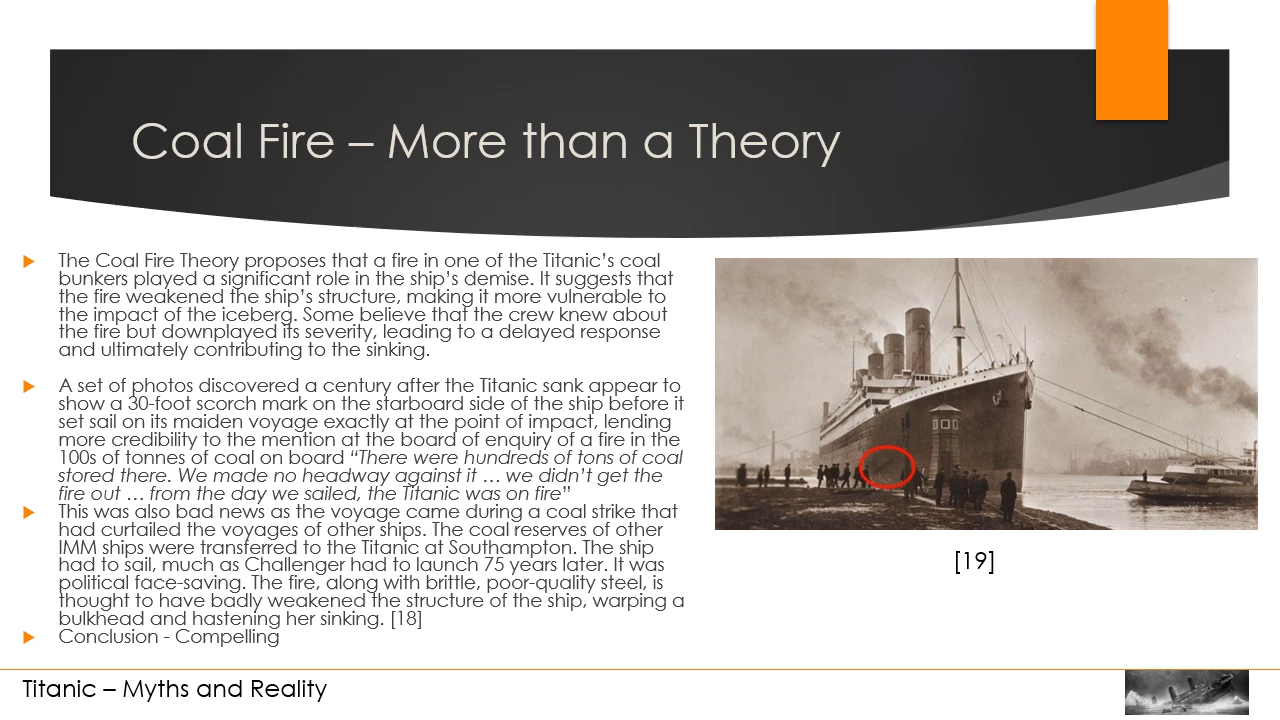 Coal Fire – More than a Theory
The Coal Fire Theory proposes that a fire in one of the Titanic’s coal
bunkers played a significant role in the ship’s demise. It suggests that
the fire weakened the ship’s structure, making it more vulnerable to
the impact of the iceberg. Some believe that the crew knew about
the fire but downplayed its severity, leading to a delayed response
and ultimately contributing to the sinking.
A set of photos discovered a century after the Titanic sank appear to
show a 30-foot scorch mark on the starboard side of the ship before it
set sail on its maiden voyage exactly at the point of impact, lending
more credibility to the mention at the board of enquiry of a fire in the
100s of tonnes of coal on board “There were hundreds of tons of coal
stored there. We made no headway against it … we didn’t get the
fire out … from the day we sailed, the Titanic was on fire”
This was also bad news as the voyage came during a coal strike that
had curtailed the voyages of other ships. The coal reserves of other
IMM ships were transferred to the Titanic at Southampton. The ship
had to sail, much as Challenger had to launch 75 years later. It was
political face-saving. The fire, along with brittle, poor-quality steel, is
thought to have badly weakened the structure of the ship, warping a
bulkhead and hastening her sinking. [18]
Conclusion - Compelling
[19]
Titanic – Myths and Reality